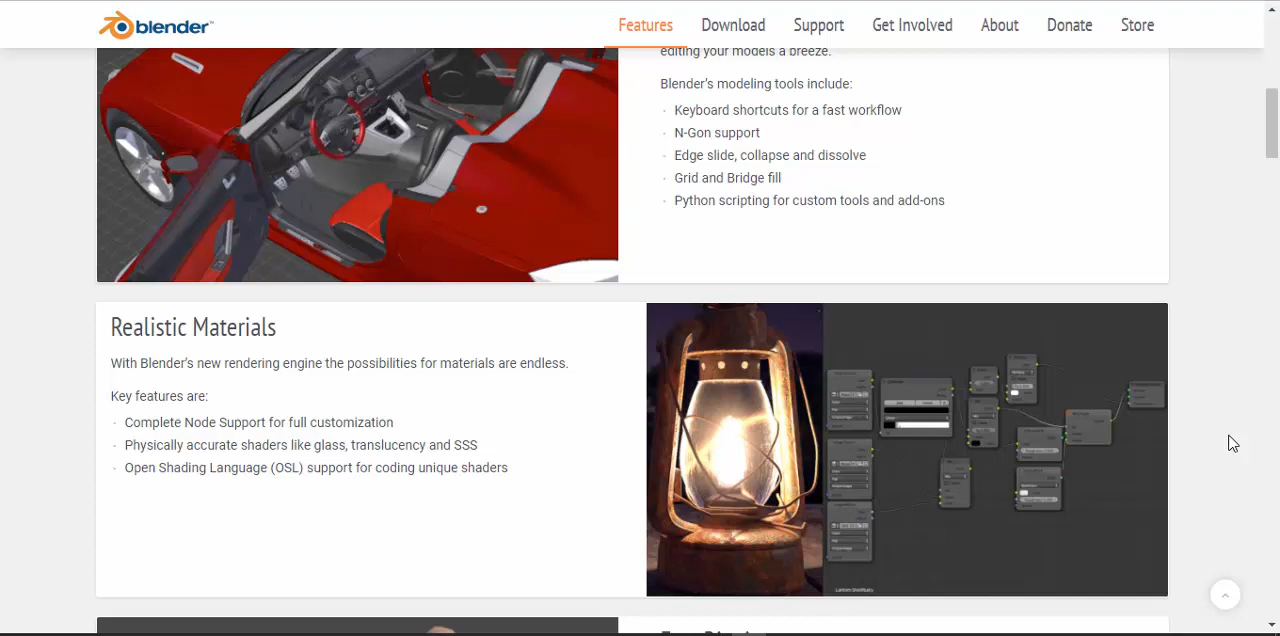 blender™
Features
Download
Support
Get Involved
About
Donate
Store
editing your models a breeze.
Blender's modeling tools include:
· Keyboard shortcuts for a fast workflow
· N-Gon support
· Edge slide, collapse and dissolve
· Grid and Bridge fill
· Python scripting for custom tools and add-ons
Realistic Materials
With Blender's new rendering engine the possibilities for materials are endless.
Key features are:
· Complete Node Support for full customization
· Physically accurate shaders like glass, translucency and SSS
· Open Shading Language (OSL) support for coding unique shaders